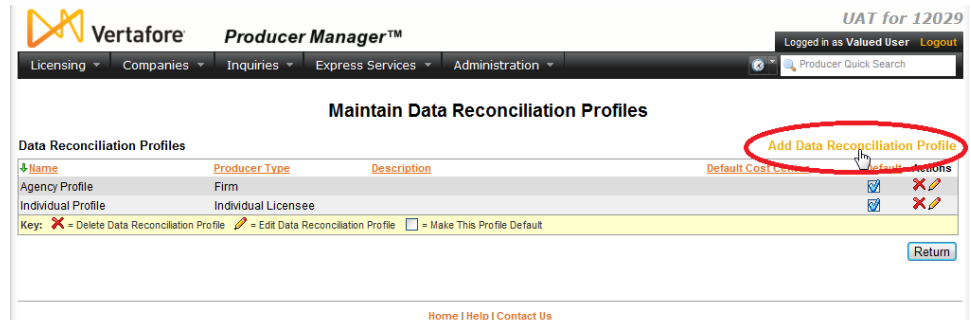 UAT for 12029
Vertafore Producer Manager™
Logged in as Valued User Logout
Licensing Companies Inquiries Express Services Administration Producer Quick Search
Maintain Data Reconciliation Profiles
Data Reconciliation Profiles Add Data Reconciliation Profile
Name Producer Type Description Default Cost Center Default Actions
Agency Profile Firm
Individual Profile Individual Licensee
Key: = Delete Data Reconciliation Profile = Edit Data Reconciliation Profile = Make This Profile Default
Return
Home | Help | Contact Us